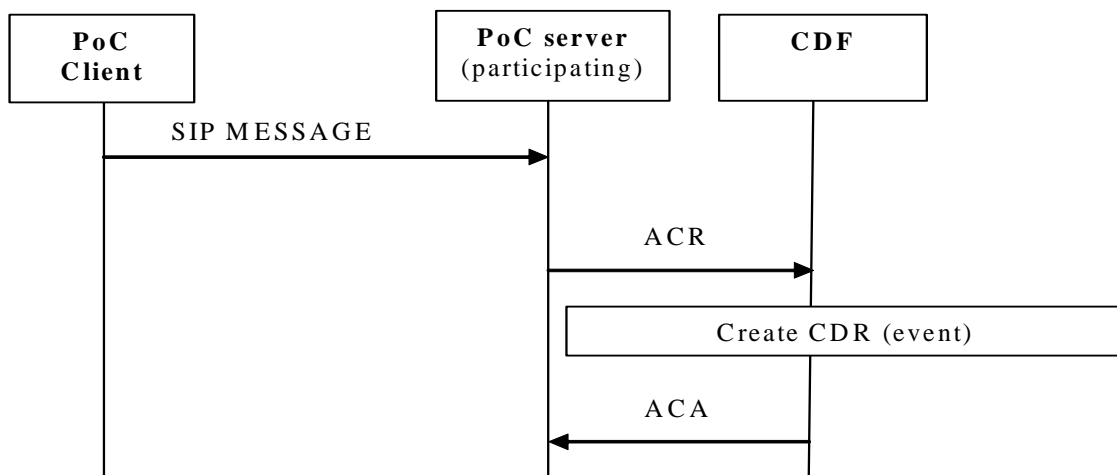 PoC
Client
PoC server
(participating)
CDF
SIP MESSAGE
ACR
Create CDR (event)
ACA